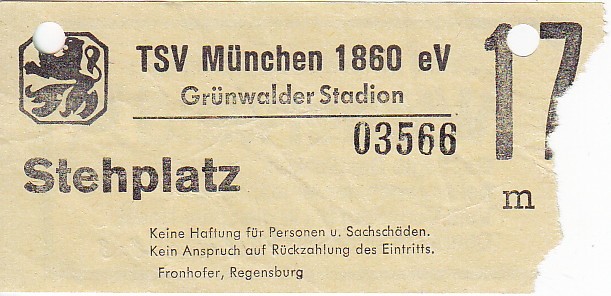 TSV München 1860 eV
Grünwalder Stadion
03566
17
Stehplatz
m
Keine Haftung für Personen u. Sachschäden.
Kein Anspruch auf Rückzahlung des Eintritts.
Fronhofer, Regensburg